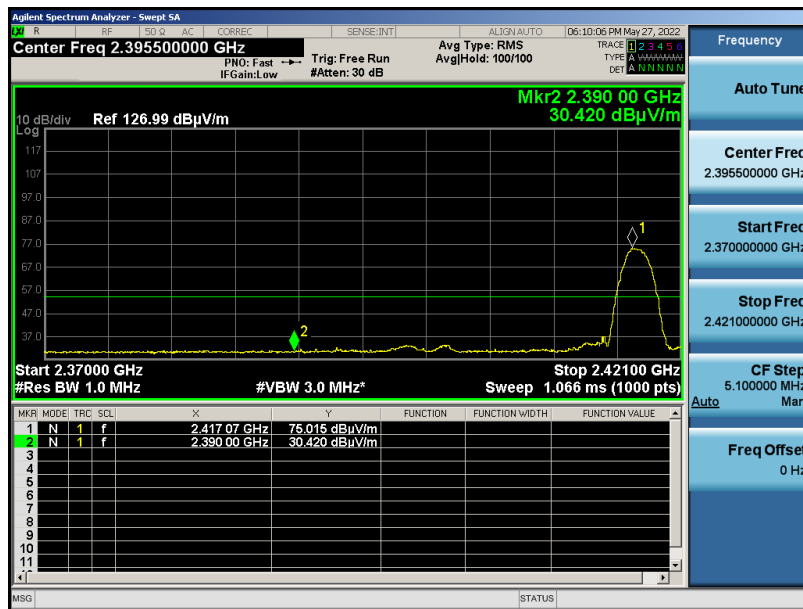 Agilent Spectrum Analyzer - Swept SA
R RF 50 Ω AC CORREC SENSE:INT ALIGN AUTO 06:10:06 PM May 27, 2022
Center Freq 2.395500000 GHz
PNO: Fast
IFGain:Low
Trig: Free Run
#Atten: 30 dB
Avg Type: RMS
Avg|Hold: 100/100
TRACE 1 2 3 4 5 6
TYPE A
DET A N N N N N
Mkr2 2.390 00 GHz
30.420 dBµV/m
10 dB/div Ref 126.99 dBµV/m
Log
117
107
97.0
87.0
77.0
67.0
57.0
47.0
37.0
1
2
Start 2.37000 GHz Stop 2.42100 GHz
#Res BW 1.0 MHz #VBW 3.0 MHz* Sweep 1.066 ms (1000 pts)
MKR MODE TRC SCL X Y FUNCTION FUNCTION WIDTH FUNCTION VALUE
1 N 1 f 2.417 07 GHz 75.015 dBµV/m
2 N 1 f 2.390 00 GHz 30.420 dBµV/m
3
4
5
6
7
8
9
10
11
MSG STATUS
Frequency
Auto Tune
Center Freq
2.395500000 GHz
Start Freq
2.370000000 GHz
Stop Freq
2.421000000 GHz
CF Step
5.100000 MHz
Auto Man
Freq Offset
0 Hz